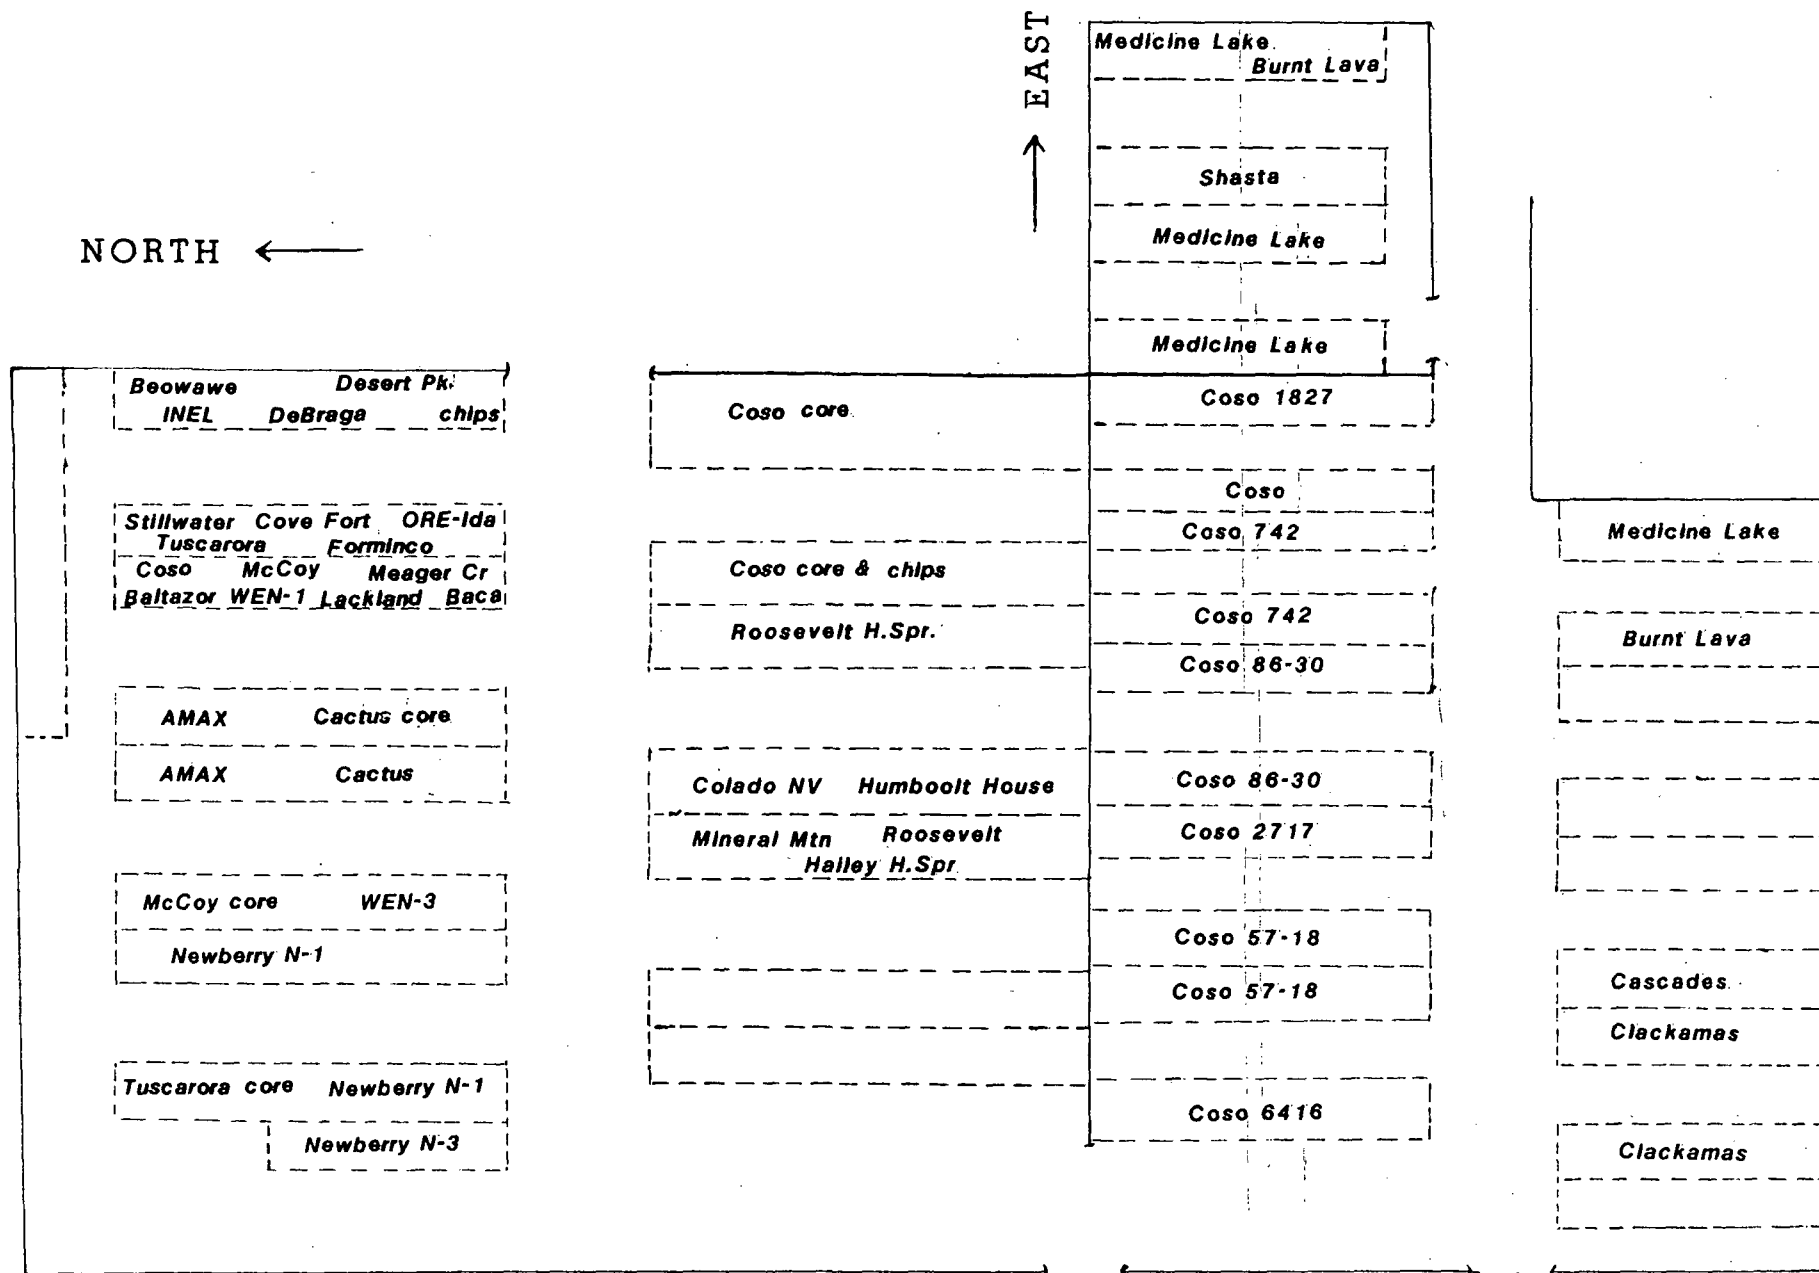 EAST
NORTH
Medicine Lake
Burnt Lava
Shasta
Medicine Lake
Medicine Lake
Beowawe Desert Pk.
INEL DeBraga chips
Stillwater Cove Fort ORE-Ida
Tuscarora Forminco
Coso McCoy Meager Cr
Baltazor WEN-1 Lackland Baca
AMAX Cactus core
AMAX Cactus
McCoy core WEN-3
Newberry N-1
Tuscarora core Newberry N-1
Newberry N-3
Coso core
Coso core & chips
Roosevelt H.Spr.
Colado NV Humboolt House
Mineral Mtn Roosevelt
Hailey H.Spr
Coso 1827
Coso
Coso 742
Coso 742
Coso 86-30
Coso 86-30
Coso 2717
Coso 57-18
Coso 57-18
Coso 6416
Medicine Lake
Burnt Lava
Cascades
Clackamas
Clackamas